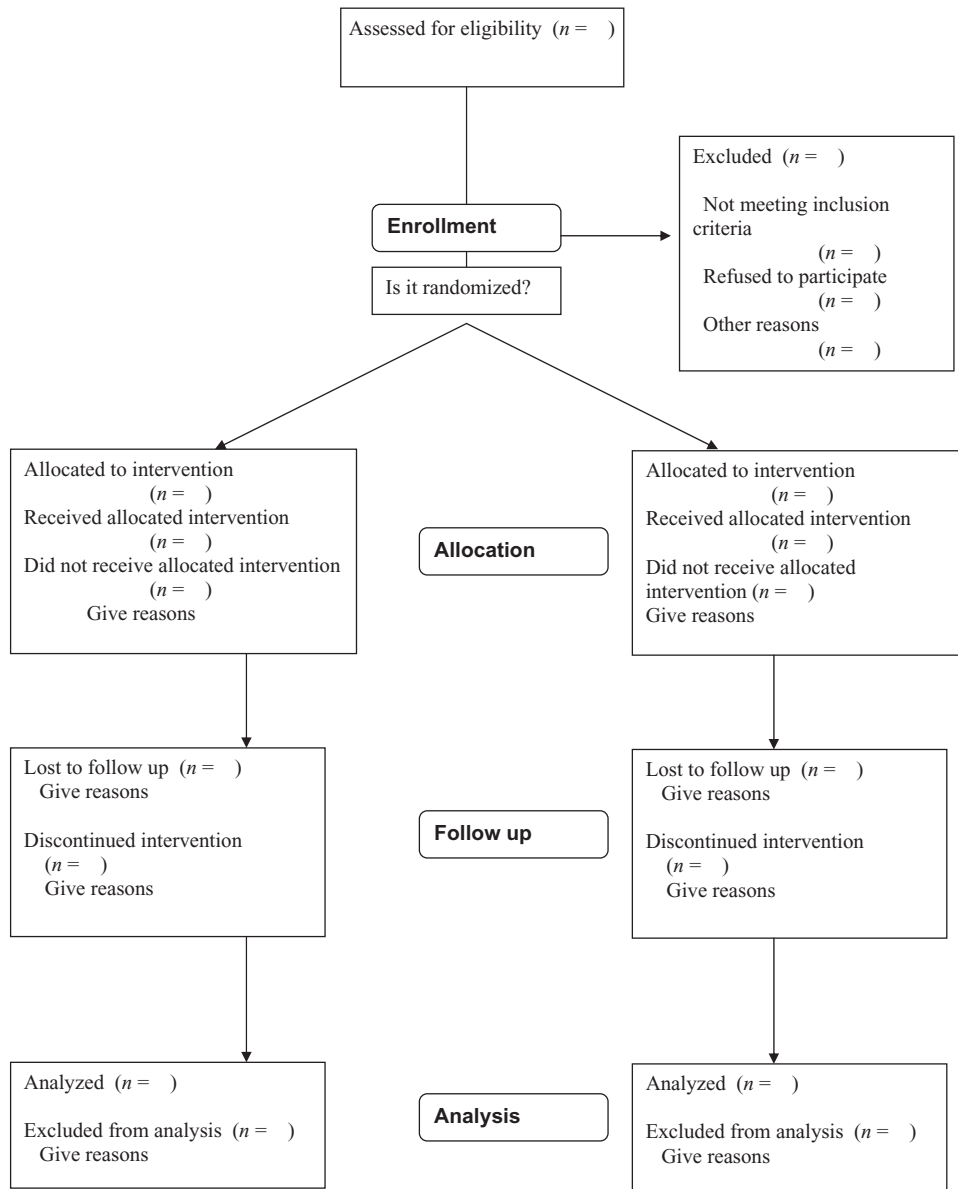 Assessed for eligibility (n = )
Excluded (n = )
Not meeting inclusion
criteria
(n = )
Refused to participate
(n = )
Other reasons
(n = )
Enrollment
Is it randomized?
Allocated to intervention
(n = )
Received allocated intervention
(n = )
Did not receive allocated intervention
(n = )
Give reasons
Allocation
Allocated to intervention
(n = )
Received allocated intervention
(n = )
Did not receive allocated
intervention (n = )
Give reasons
Lost to follow up (n = )
Give reasons
Discontinued intervention
(n = )
Give reasons
Follow up
Lost to follow up (n = )
Give reasons
Discontinued intervention
(n = )
Give reasons
Analyzed (n = )
Excluded from analysis (n = )
Give reasons
Analysis
Analyzed (n = )
Excluded from analysis (n = )
Give reasons